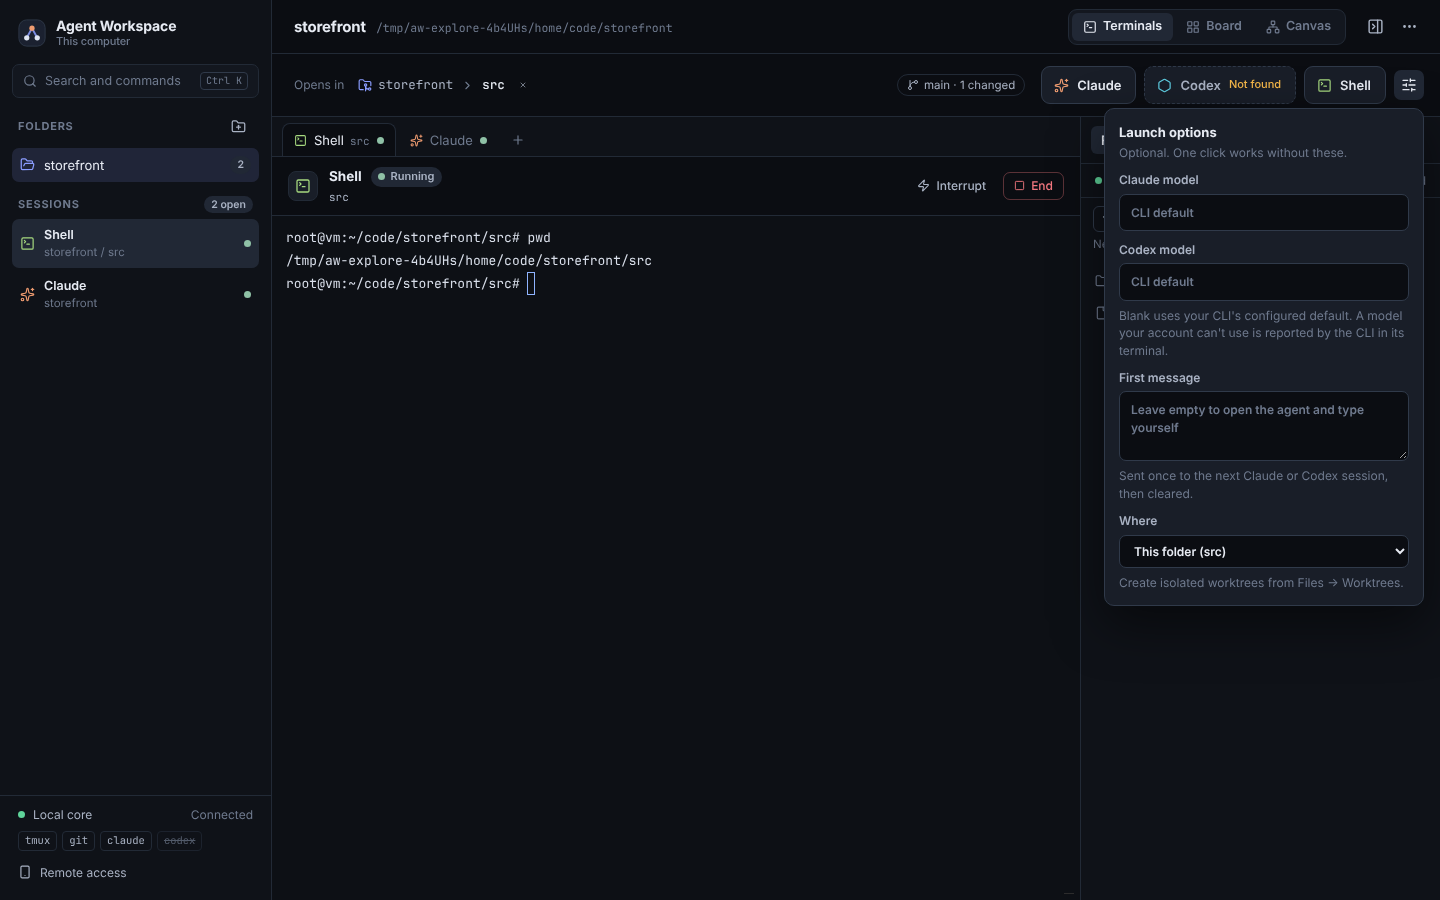 Agent Workspace
This computer
Search and commands Ctrl K
FOLDERS
storefront 2
SESSIONS 2 open
Shell
storefront / src
Claude
storefront
Local core Connected
tmux git claude codex
Remote access
storefront /tmp/aw-explore-4b4UHs/home/code/storefront
Terminals Board Canvas
Opens in storefront > src ×
main · 1 changed
Claude
Codex Not found
Shell
Shell src
Claude
+
Shell Running
src
Interrupt
End
root@vm:~/code/storefront/src# pwd
/tmp/aw-explore-4b4UHs/home/code/storefront/src
root@vm:~/code/storefront/src#
Launch options
Optional. One click works without these.
Claude model
CLI default
Codex model
CLI default
Blank uses your CLI's configured default. A model
your account can't use is reported by the CLI in its
terminal.
First message
Leave empty to open the agent and type
yourself
Sent once to the next Claude or Codex session,
then cleared.
Where
This folder (src)
Create isolated worktrees from Files → Worktrees.